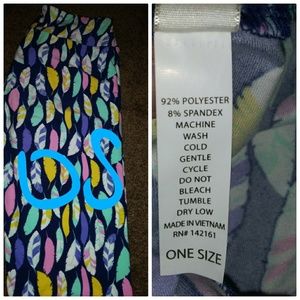 OS
92% POLYESTER
8% SPANDEX
MACHINE
WASH
COLD
GENTLE
CYCLE
DO NOT
BLEACH
TUMBLE
DRY LOW
MADE IN VIETNAM
RN# 142161
ONE SIZE